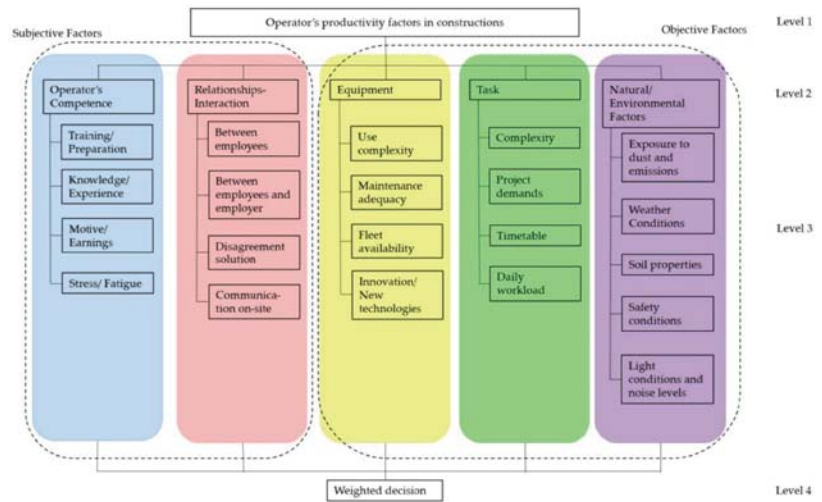 Operator's productivity factors in constructions
Level 1
Subjective Factors
Objective Factors
Operator's
Competence
Training/
Preparation
Knowledge/
Experience
Motive/
Earnings
Stress/ Fatigue
Relationships-
Interaction
Between
employees
Between
employees and
employer
Disagreement
solution
Communica-
tion on-site
Equipment
Use
complexity
Maintenance
adequacy
Fleet
availability
Innovation/
New
technologies
Task
Complexity
Project
demands
Timetable
Daily
workload
Natural/
Environmental
Factors
Exposure to
dust and
emissions
Weather
Conditions
Soil properties
Safety
conditions
Light
conditions and
noise levels
Level 2
Level 3
Weighted decision
Level 4